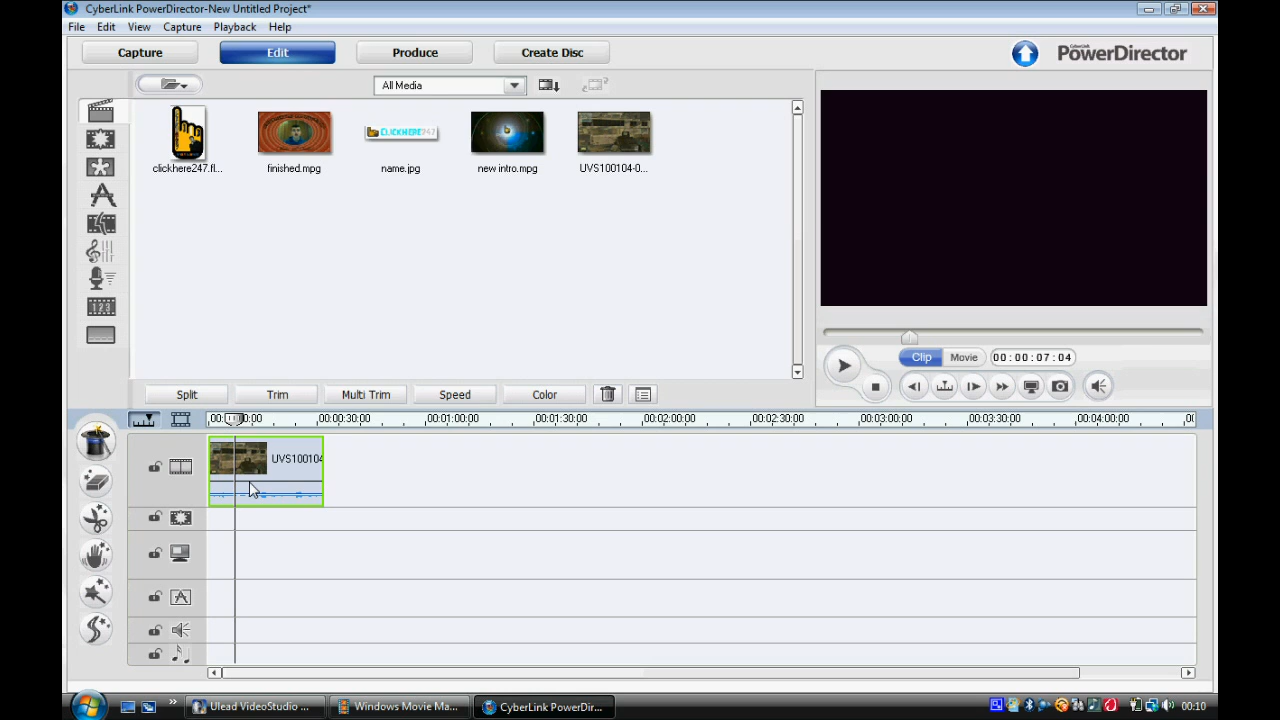 CyberLink PowerDirector-New Untitled Project*
File Edit View Capture Playback Help
Capture Edit Produce Create Disc
CyberLink PowerDirector
All Media
CLICKHERE247
clickhere247.fl... finished.mpg name.jpg new intro.mpg UVS100104-0...
Clip Movie 00:00:07:04
Split Trim Multi Trim Speed Color
00:00:30:00 00:01:00:00 00:01:30:00 00:02:00:00 00:02:30:00 00:03:00:00 00:03:30:00 00:04:00:00
UVS100104
Ulead VideoStudio ... Windows Movie Ma... CyberLink PowerDir... 00:10